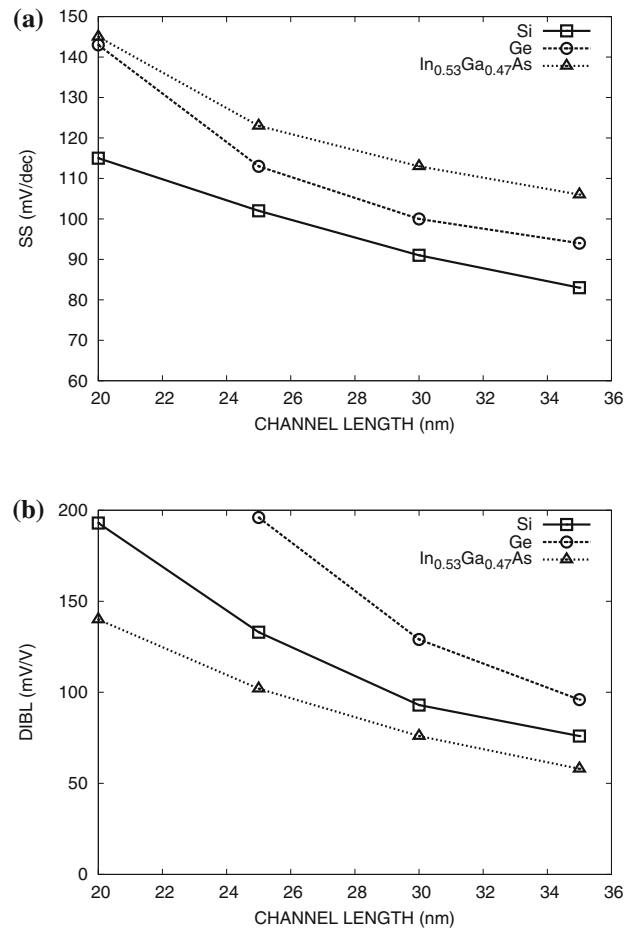 (a)
150
140
130
120
110
100
90
80
70
60
SS (mV/dec)
Si
Ge
In0.53Ga0.47As
20 22 24 26 28 30 32 34 36
CHANNEL LENGTH (nm)
(b)
200
150
100
50
0
DIBL (mV/V)
Si
Ge
In0.53Ga0.47As
20 22 24 26 28 30 32 34 36
CHANNEL LENGTH (nm)